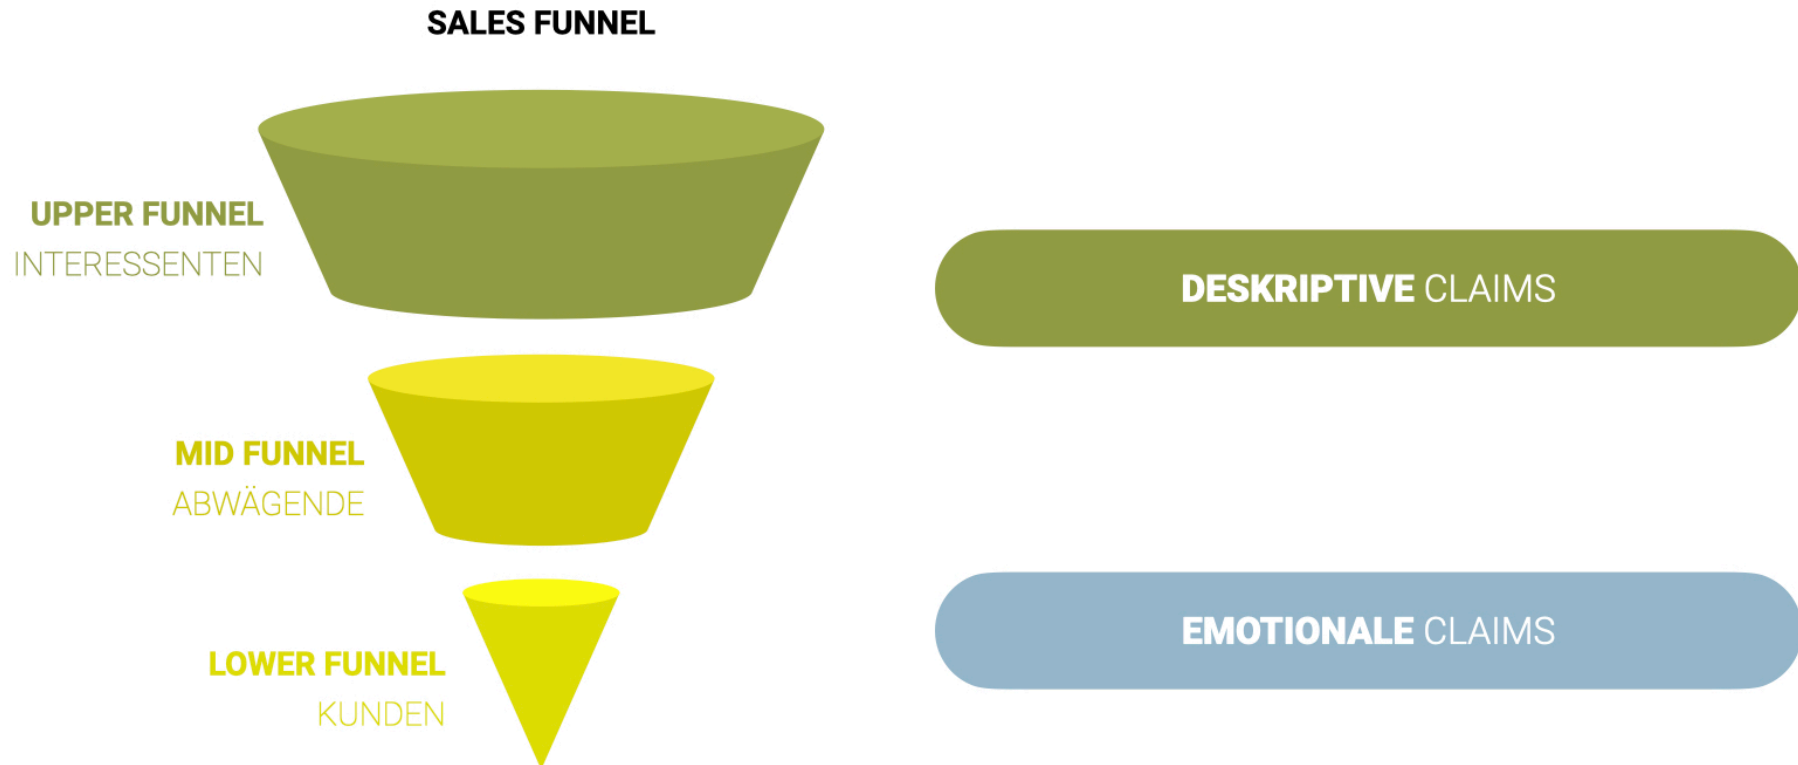 SALES FUNNEL
UPPER FUNNEL
INTERESSENTEN
DESKRIPTIVE CLAIMS
MID FUNNEL
ABWÄGENDE
EMOTIONALE CLAIMS
LOWER FUNNEL
KUNDEN